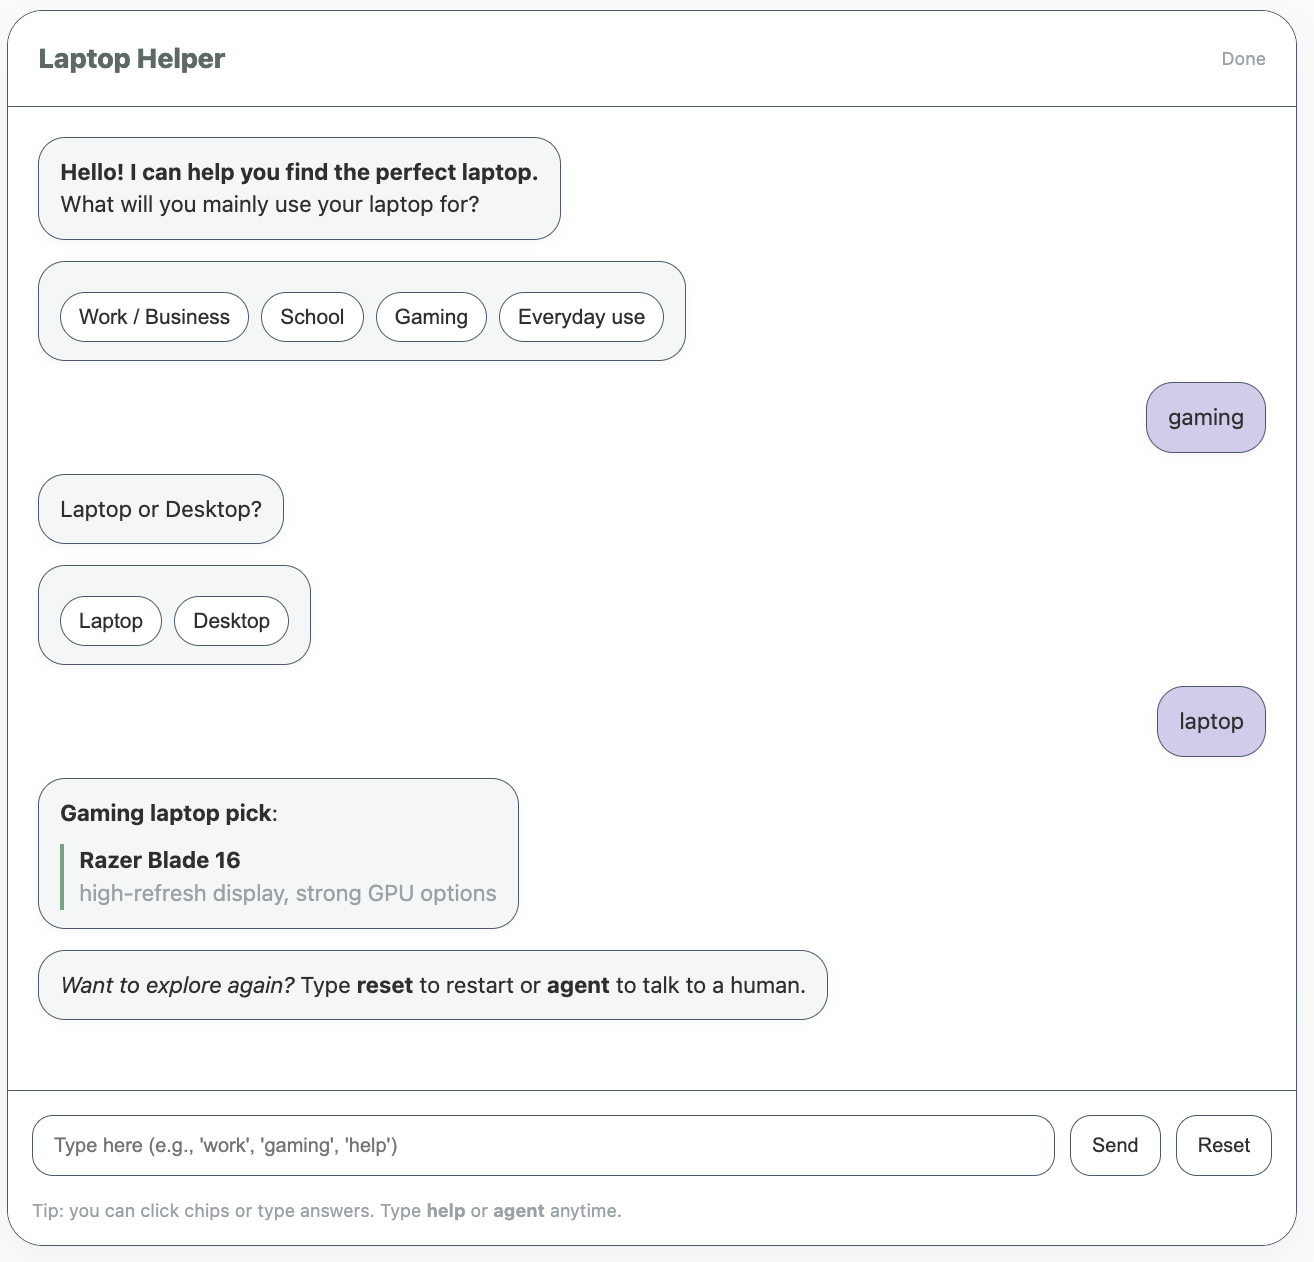 Laptop Helper
Done
Hello! I can help you find the perfect laptop.
What will you mainly use your laptop for?
Work / Business School Gaming Everyday use
gaming
Laptop or Desktop?
Laptop Desktop
laptop
Gaming laptop pick:
Razer Blade 16
high-refresh display, strong GPU options
Want to explore again? Type reset to restart or agent to talk to a human.
Type here (e.g., 'work', 'gaming', 'help')
Send Reset
Tip: you can click chips or type answers. Type help or agent anytime.